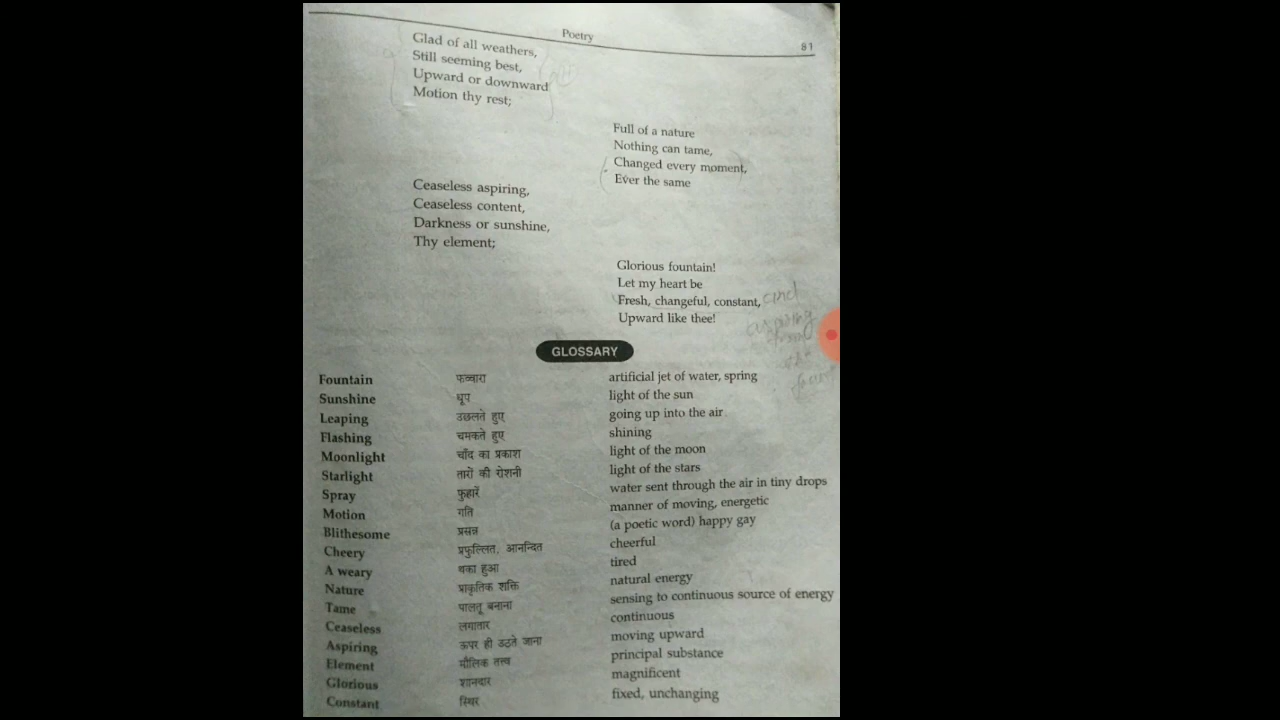 Poetry
81
Glad of all weathers,
Still seeming best,
Upward or downward
Motion thy rest;
Full of a nature
Nothing can tame,
Changed every moment,
Ever the same
Ceaseless aspiring,
Ceaseless content,
Darkness or sunshine,
Thy element;
Glorious fountain!
Let my heart be
Fresh, changeful, constant, and
Upward like thee!
aspiring
GLOSSARY
Fountain फव्वारा artificial jet of water, spring
Sunshine धूप light of the sun
Leaping उछलते हुए going up into the air
Flashing चमकते हुए shining
Moonlight चाँद का प्रकाश light of the moon
Starlight तारों की रोशनी light of the stars
Spray फुहारें water sent through the air in tiny drops
Motion गति manner of moving, energetic
Blithesome प्रसन्न (a poetic word) happy gay
Cheery प्रफुल्लित, आनन्दित cheerful
A weary थका हुआ tired
Nature प्राकृतिक शक्ति natural energy
Tame पालतू बनाना sensing to continuous source of energy
Ceaseless लगातार continuous
Aspiring ऊपर ही उठते जाना moving upward
Element मौलिक तत्त्व principal substance
Glorious शानदार magnificent
Constant स्थिर fixed, unchanging